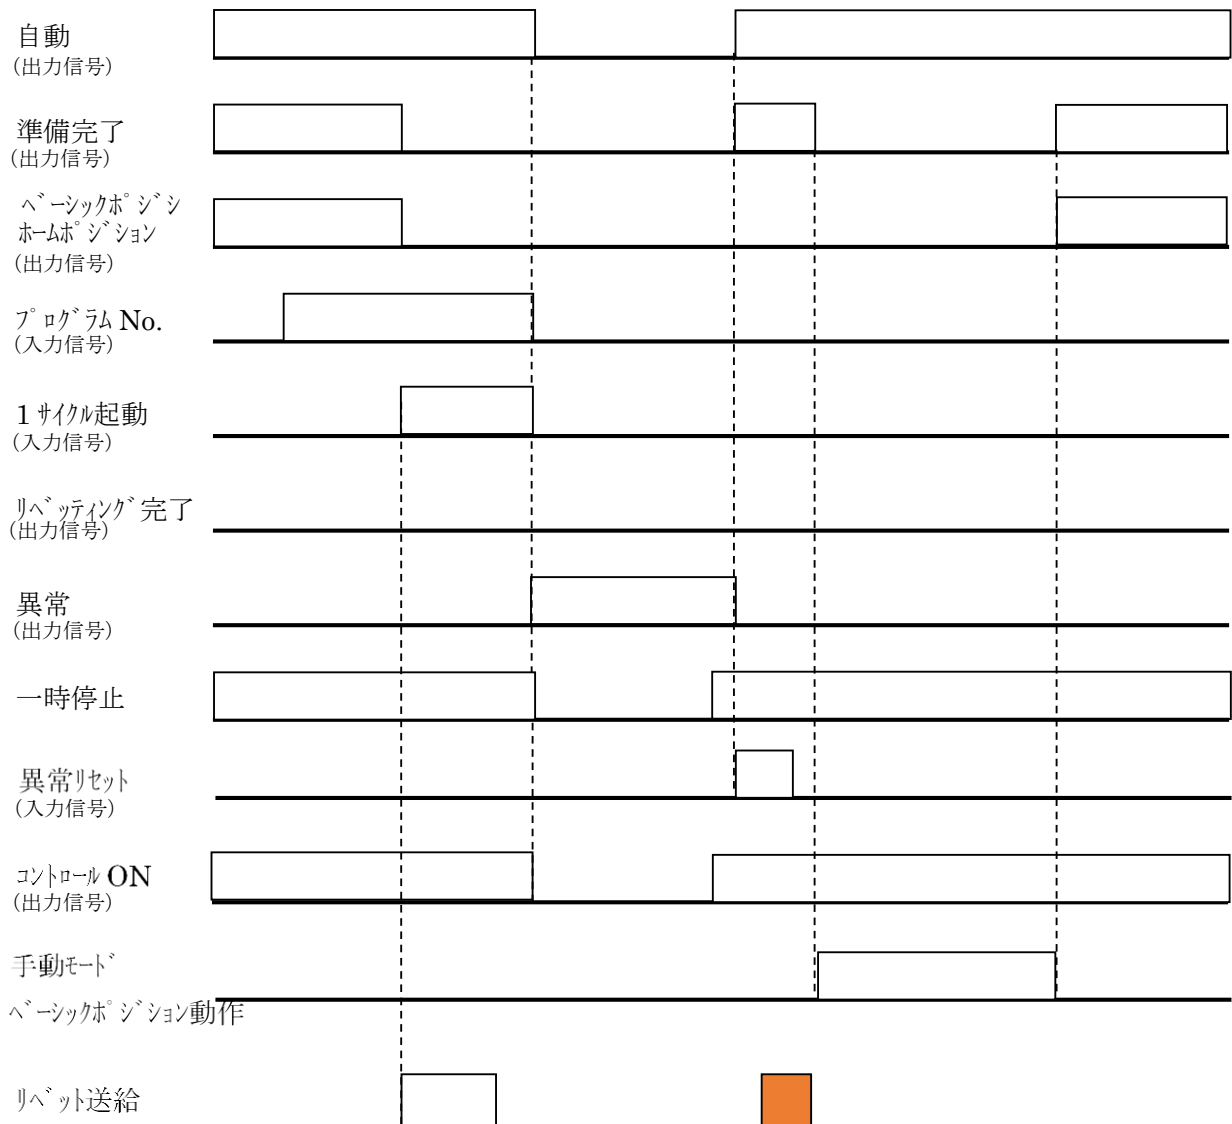 自動
(出力信号)
準備完了
(出力信号)
ﾍﾞｰｼｯｸﾎﾟｼﾞｼ
ﾎｰﾑﾎﾟｼﾞｼｮﾝ
(出力信号)
ﾌﾟﾛｸﾞﾗﾑ No.
(入力信号)
1 ｻｲｸﾙ起動
(入力信号)
ﾘﾍﾞｯﾃｨﾝｸﾞ完了
(出力信号)
異常
(出力信号)
一時停止
異常ﾘｾｯﾄ
(入力信号)
ｺﾝﾄﾛｰﾙ ON
(出力信号)
手動ﾓｰﾄﾞ
ﾍﾞｰｼｯｸﾎﾟｼﾞｼｮﾝ動作
ﾘﾍﾞｯﾄ送給